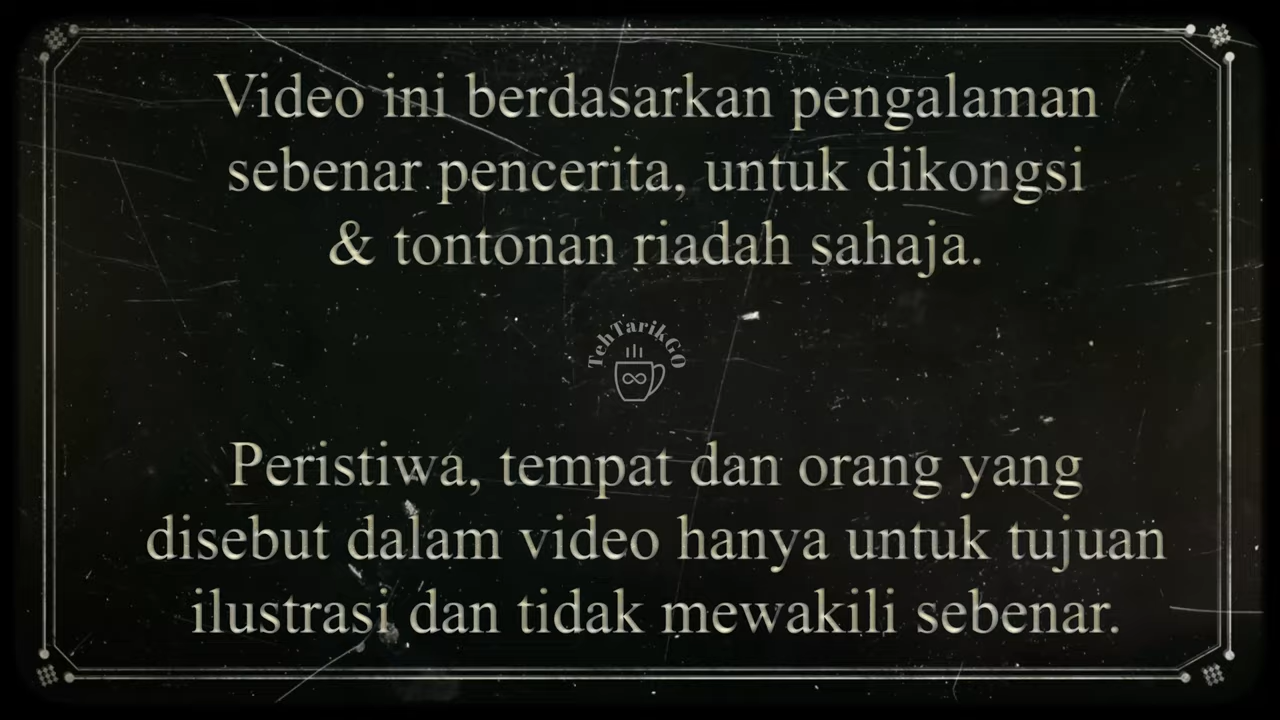 Video ini berdasarkan pengalaman
sebenar pencerita, untuk dikongsi
& tontonan riadah sahaja.
TehTarikGO
Peristiwa, tempat dan orang yang
disebut dalam video hanya untuk tujuan
ilustrasi dan tidak mewakili sebenar.